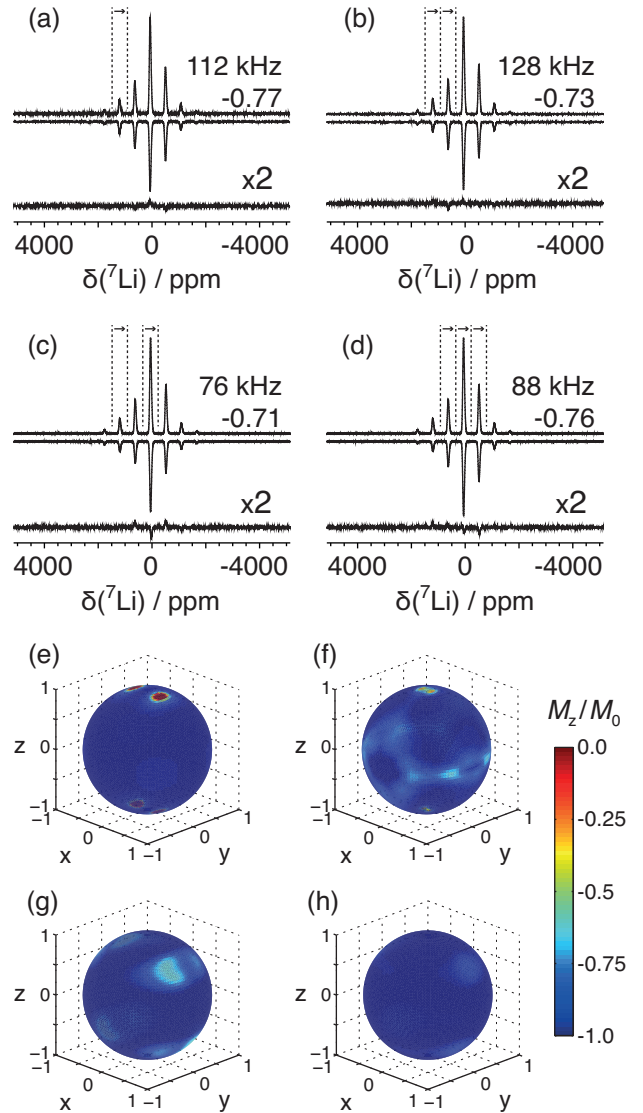 (a)
112 kHz
-0.77
x2
4000 0 -4000
δ(⁷Li) / ppm
(b)
128 kHz
-0.73
x2
4000 0 -4000
δ(⁷Li) / ppm
(c)
76 kHz
-0.71
x2
4000 0 -4000
δ(⁷Li) / ppm
(d)
88 kHz
-0.76
x2
4000 0 -4000
δ(⁷Li) / ppm
(e)
1
z 0
-1
-1 0 1 -1 0 1
x y
(f)
1
z 0
-1
-1 0 1 -1 0 1
x y
(g)
1
z 0
-1
-1 0 1 -1 0 1
x y
(h)
1
z 0
-1
-1 0 1 -1 0 1
x y
Mz/M0
0.0
-0.25
-0.5
-0.75
-1.0